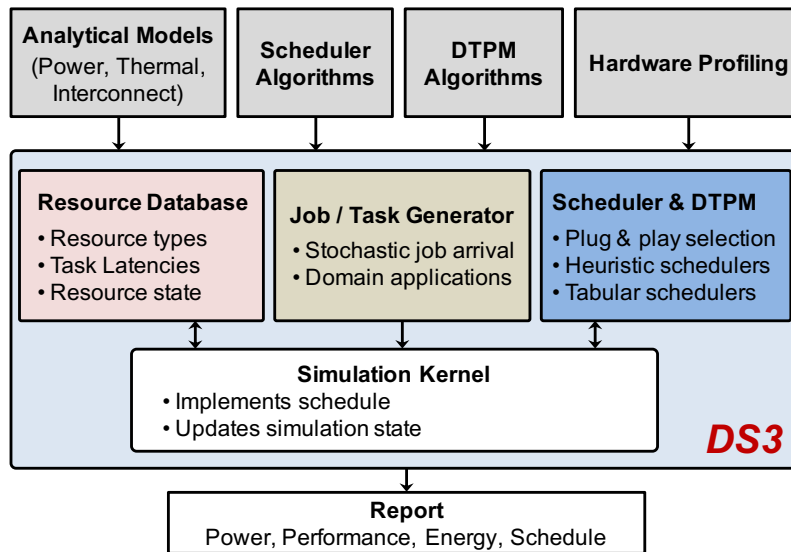 Analytical Models
(Power, Thermal,
Interconnect)
Scheduler
Algorithms
DTPM
Algorithms
Hardware Profiling
Resource Database
• Resource types
• Task Latencies
• Resource state
Job / Task Generator
• Stochastic job arrival
• Domain applications
Scheduler & DTPM
• Plug & play selection
• Heuristic schedulers
• Tabular schedulers
Simulation Kernel
• Implements schedule
• Updates simulation state
DS3
Report
Power, Performance, Energy, Schedule